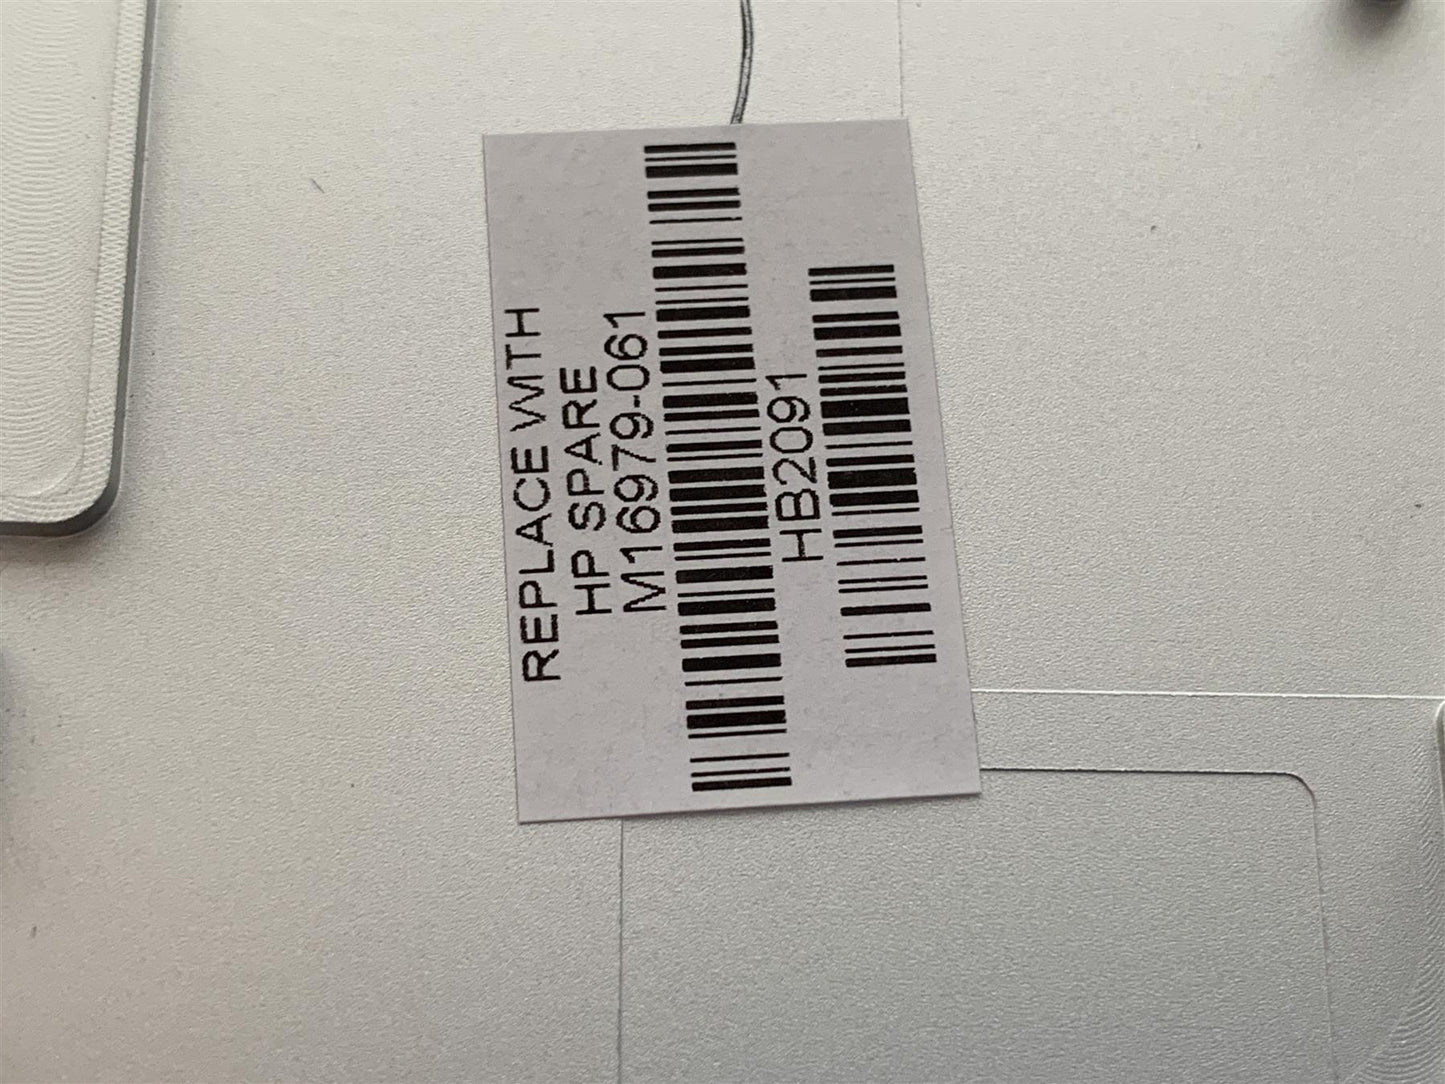 REPLACE WITH
HP SPARE
M16979-061
HB2091